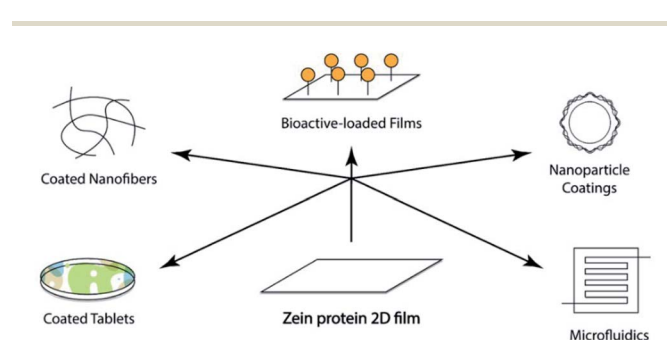 Bioactive-loaded Films
Coated Nanofibers
Nanoparticle
Coatings
Coated Tablets
Zein protein 2D film
Microfluidics